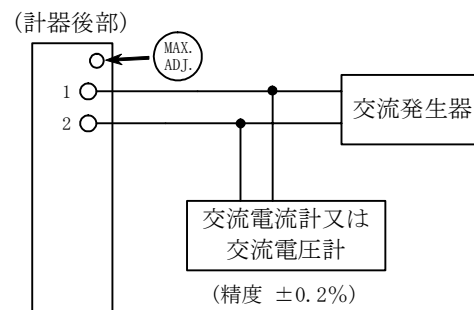 (計器後部)
MAX.
ADJ.
1
2
交流発生器
交流電流計又は
交流電圧計
(精度 ±0.2%)